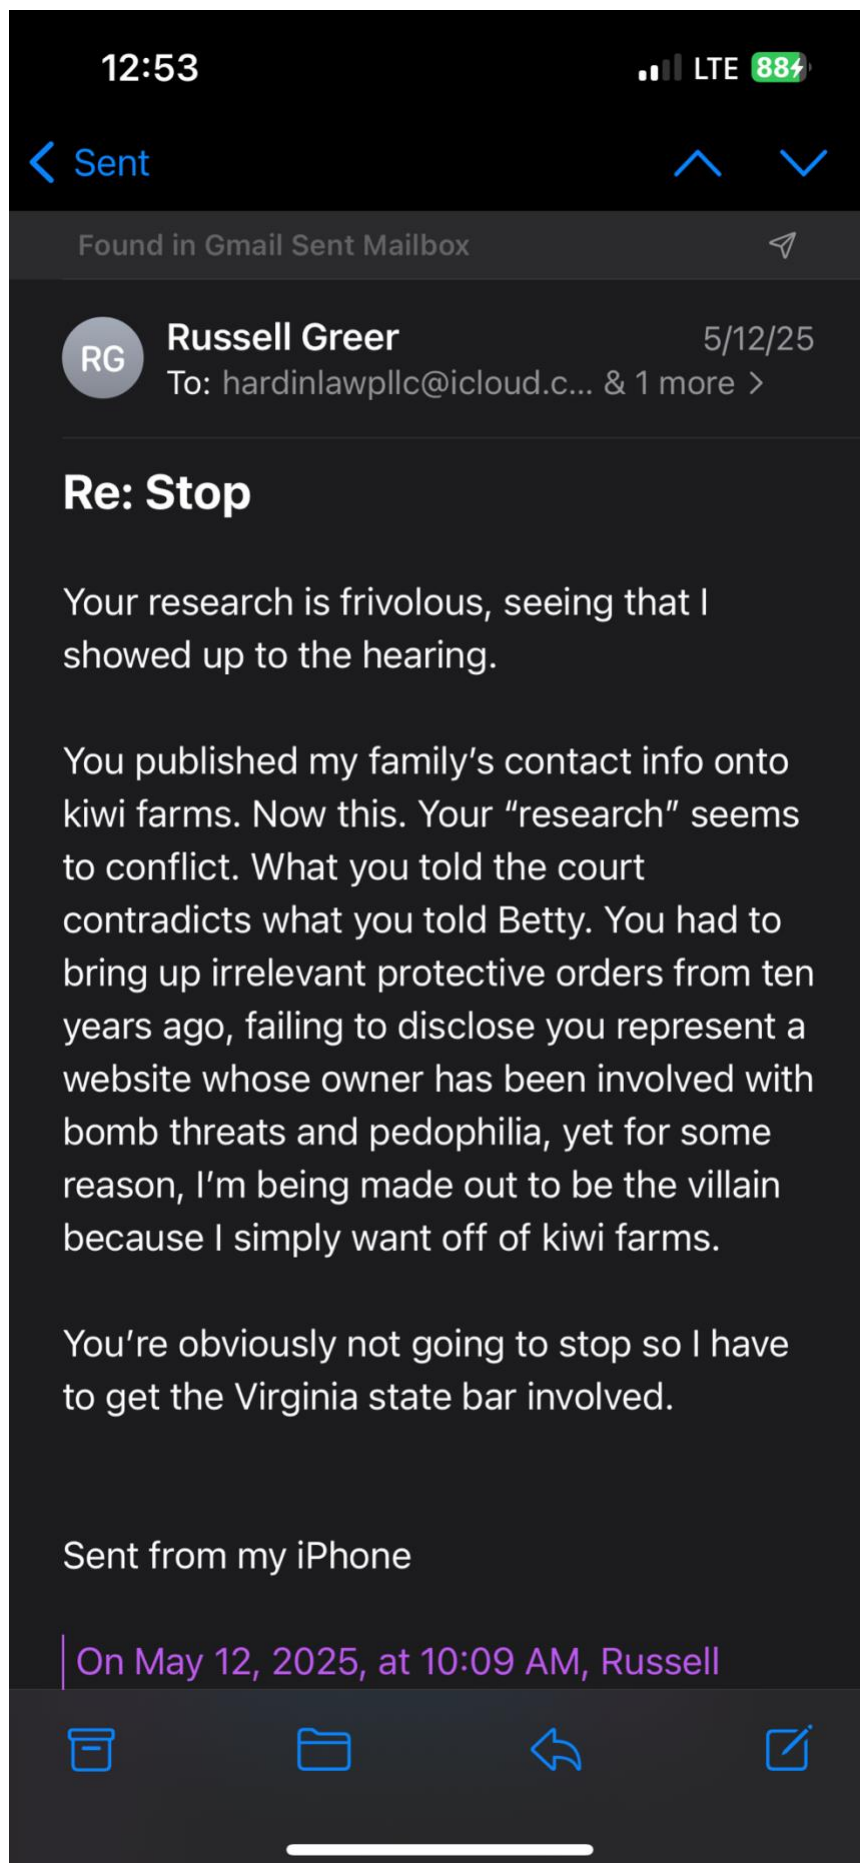 12:53
LTE 88
Sent
Found in Gmail Sent Mailbox
RG
Russell Greer
5/12/25
To: hardinlawpllc@icloud.c... & 1 more >
Re: Stop
Your research is frivolous, seeing that I
showed up to the hearing.
You published my family’s contact info onto
kiwi farms. Now this. Your “research” seems
to conflict. What you told the court
contradicts what you told Betty. You had to
bring up irrelevant protective orders from ten
years ago, failing to disclose you represent a
website whose owner has been involved with
bomb threats and pedophilia, yet for some
reason, I’m being made out to be the villain
because I simply want off of kiwi farms.
You’re obviously not going to stop so I have
to get the Virginia state bar involved.
Sent from my iPhone
On May 12, 2025, at 10:09 AM, Russell